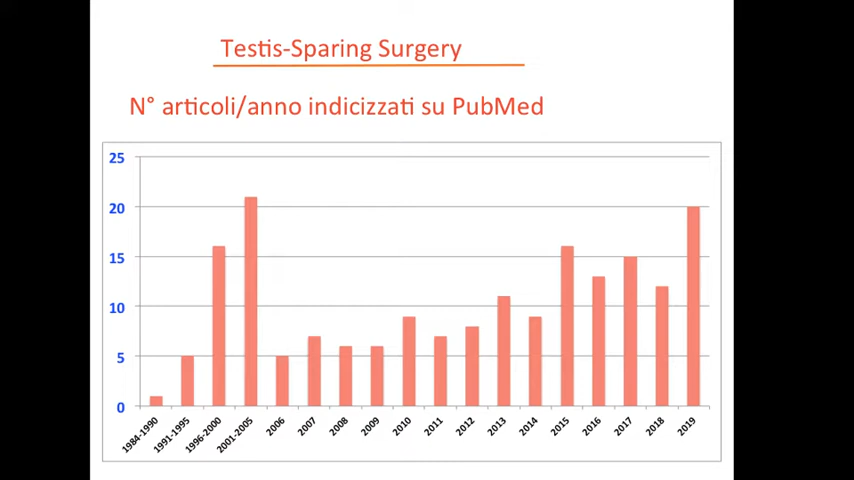 Testis-Sparing Surgery
N° articoli/anno indicizzati su PubMed
25
20
15
10
5
0
1984-1990 1991-1995 1996-2000 2001-2005 2006 2007 2008 2009 2010 2011 2012 2013 2014 2015 2016 2017 2018 2019